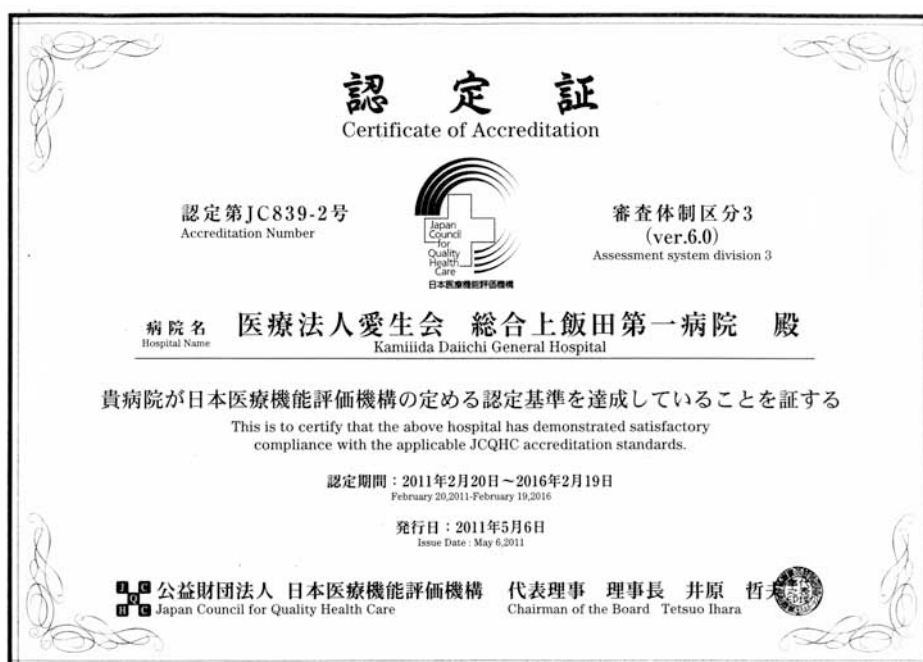 認定証
Certificate of Accreditation
認定第JC839-2号
Accreditation Number
Japan
Council
for
Quality
Health
Care
日本医療機能評価機構
審査体制区分3
(ver.6.0)
Assessment system division 3
病院名 医療法人愛生会 総合上飯田第一病院 殿
Hospital Name Kamiiida Daiichi General Hospital
貴病院が日本医療機能評価機構の定める認定基準を達成していることを証する
This is to certify that the above hospital has demonstrated satisfactory
compliance with the applicable JCQHC accreditation standards.
認定期間：2011年2月20日～2016年2月19日
February 20,2011-February 19,2016
発行日：2011年5月6日
Issue Date : May 6,2011
J C
Q
H C
公益財団法人 日本医療機能評価機構 代表理事 理事長 井原 哲夫
Japan Council for Quality Health Care Chairman of the Board Tetsuo Ihara